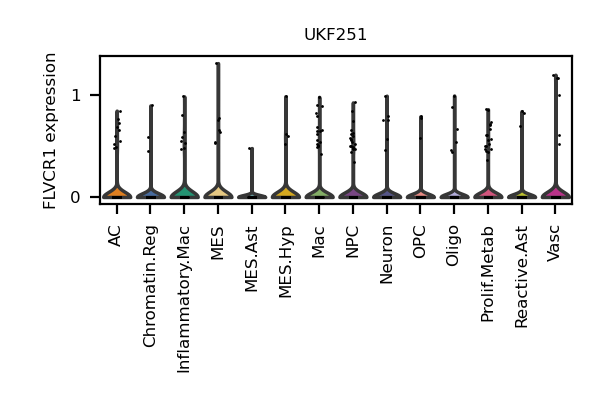 UKF251
FLVCR1 expression
1
0
AC
Chromatin.Reg
Inflammatory.Mac
MES
MES.Ast
MES.Hyp
Mac
NPC
Neuron
OPC
Oligo
Prolif.Metab
Reactive.Ast
Vasc